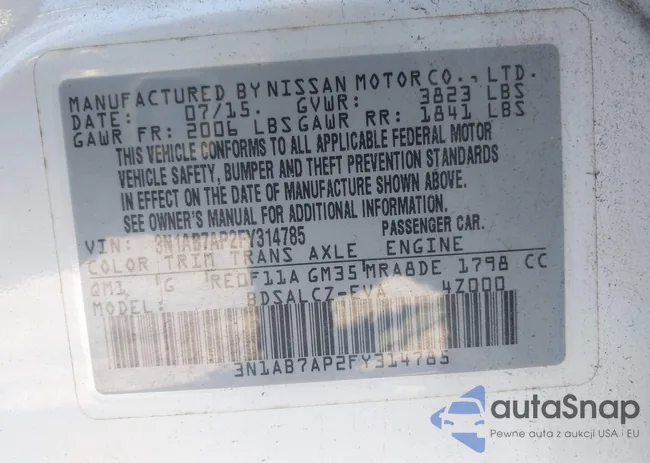 MANUFACTURED BY NISSAN MOTOR CO., LTD.
DATE: 07/15. GVWR: 3823 LBS
GAWR FR: 2006 LBS GAWR RR: 1841 LBS
THIS VEHICLE CONFORMS TO ALL APPLICABLE FEDERAL MOTOR
VEHICLE SAFETY, BUMPER AND THEFT PREVENTION STANDARDS
IN EFFECT ON THE DATE OF MANUFACTURE SHOWN ABOVE.
SEE OWNER'S MANUAL FOR ADDITIONAL INFORMATION.
VIN: 3N1AB7AP2FY314785 PASSENGER CAR.
COLOR TRIM TRANS AXLE ENGINE
QM1 G RE0F11A GM35 MRA8DE 1798 CC
MODEL: BDSALCZ-EVA 4Z000
3N1AB7AP2FY314785
autaSnap
Pewne auta z aukcji USA i EU